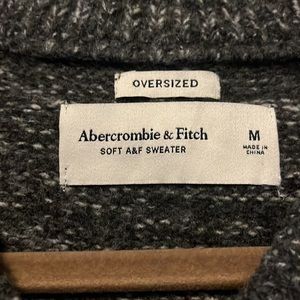 OVERSIZED
Abercrombie & Fitch
SOFT A&F SWEATER
M
MADE IN
CHINA